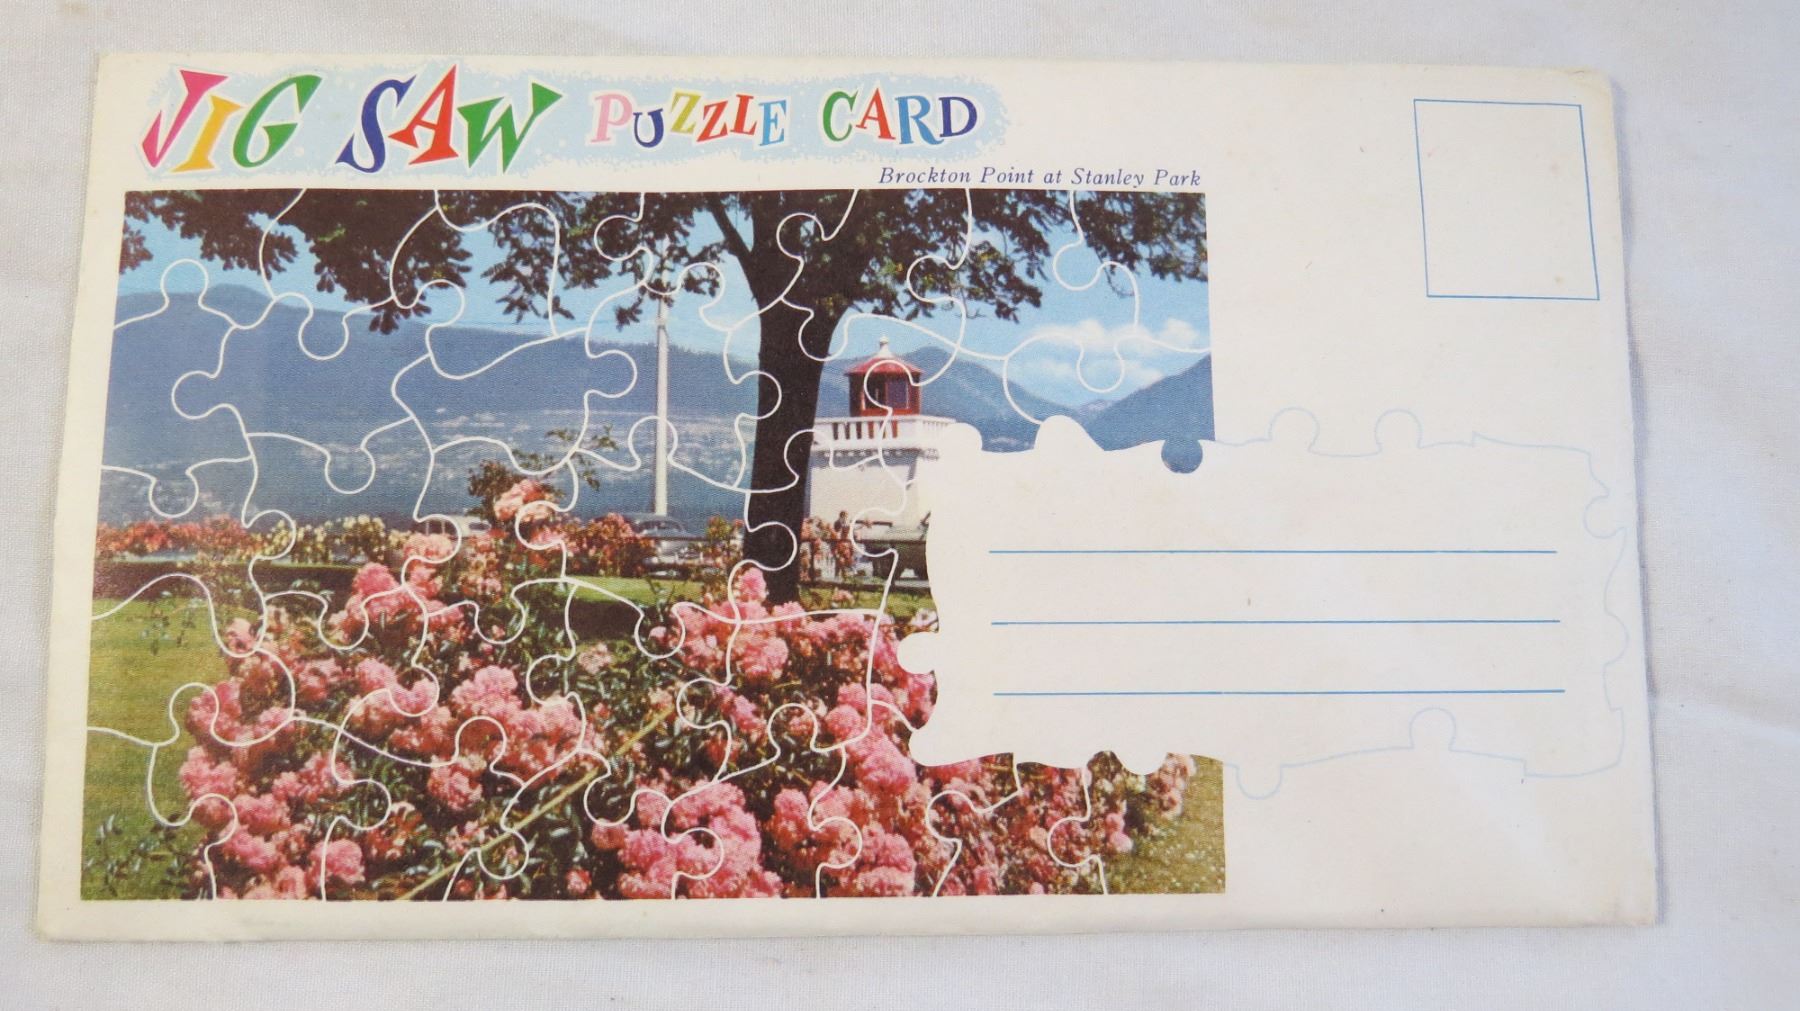 JIG SAW PUZZLE CARD
Brockton Point at Stanley Park